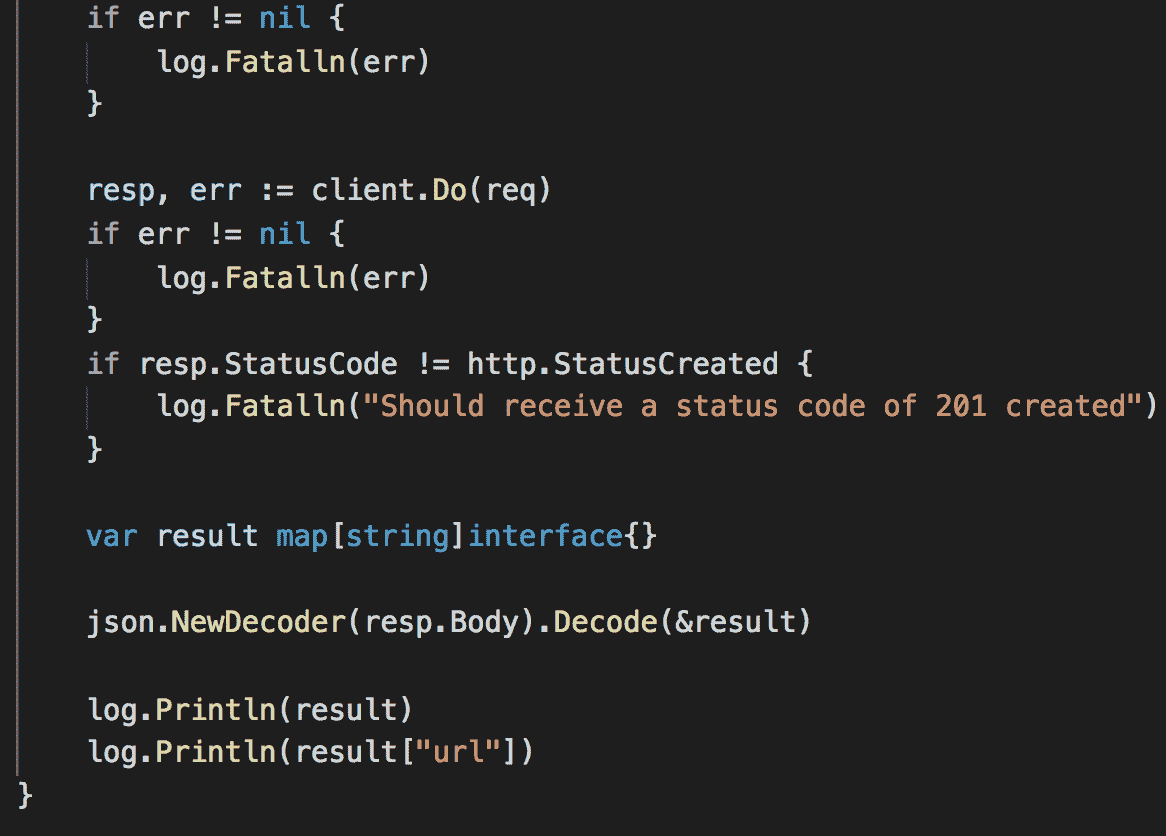 if err != nil {
log.Fatalln(err)
}
resp, err := client.Do(req)
if err != nil {
log.Fatalln(err)
}
if resp.StatusCode != http.StatusCreated {
log.Fatalln("Should receive a status code of 201 created")
}
var result map[string]interface{}
json.NewDecoder(resp.Body).Decode(&result)
log.Println(result)
log.Println(result["url"])
}